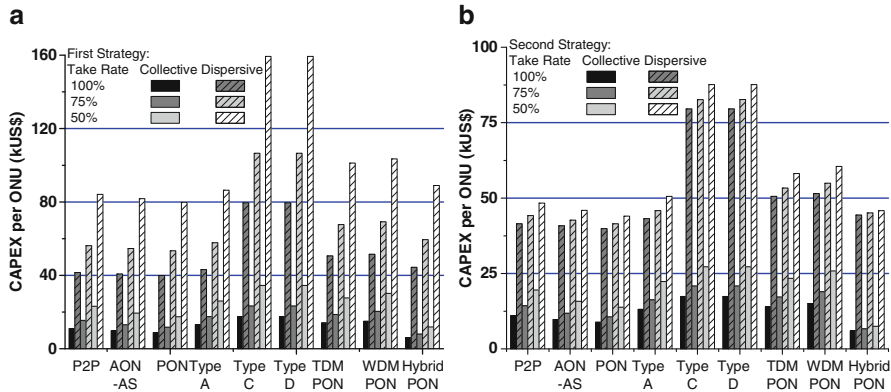 a
CAPEX per ONU (kUS$)
160
120
80
40
0
First Strategy:
Take Rate Collective Dispersive
100%
75%
50%
P2P AON-AS PON Type A Type C Type D TDM PON WDM PON Hybrid PON
b
CAPEX per ONU (kUS$)
100
75
50
25
0
Second Strategy:
Take Rate Collective Dispersive
100%
75%
50%
P2P AON-AS PON Type A Type C Type D TDM PON WDM PON Hybrid PON